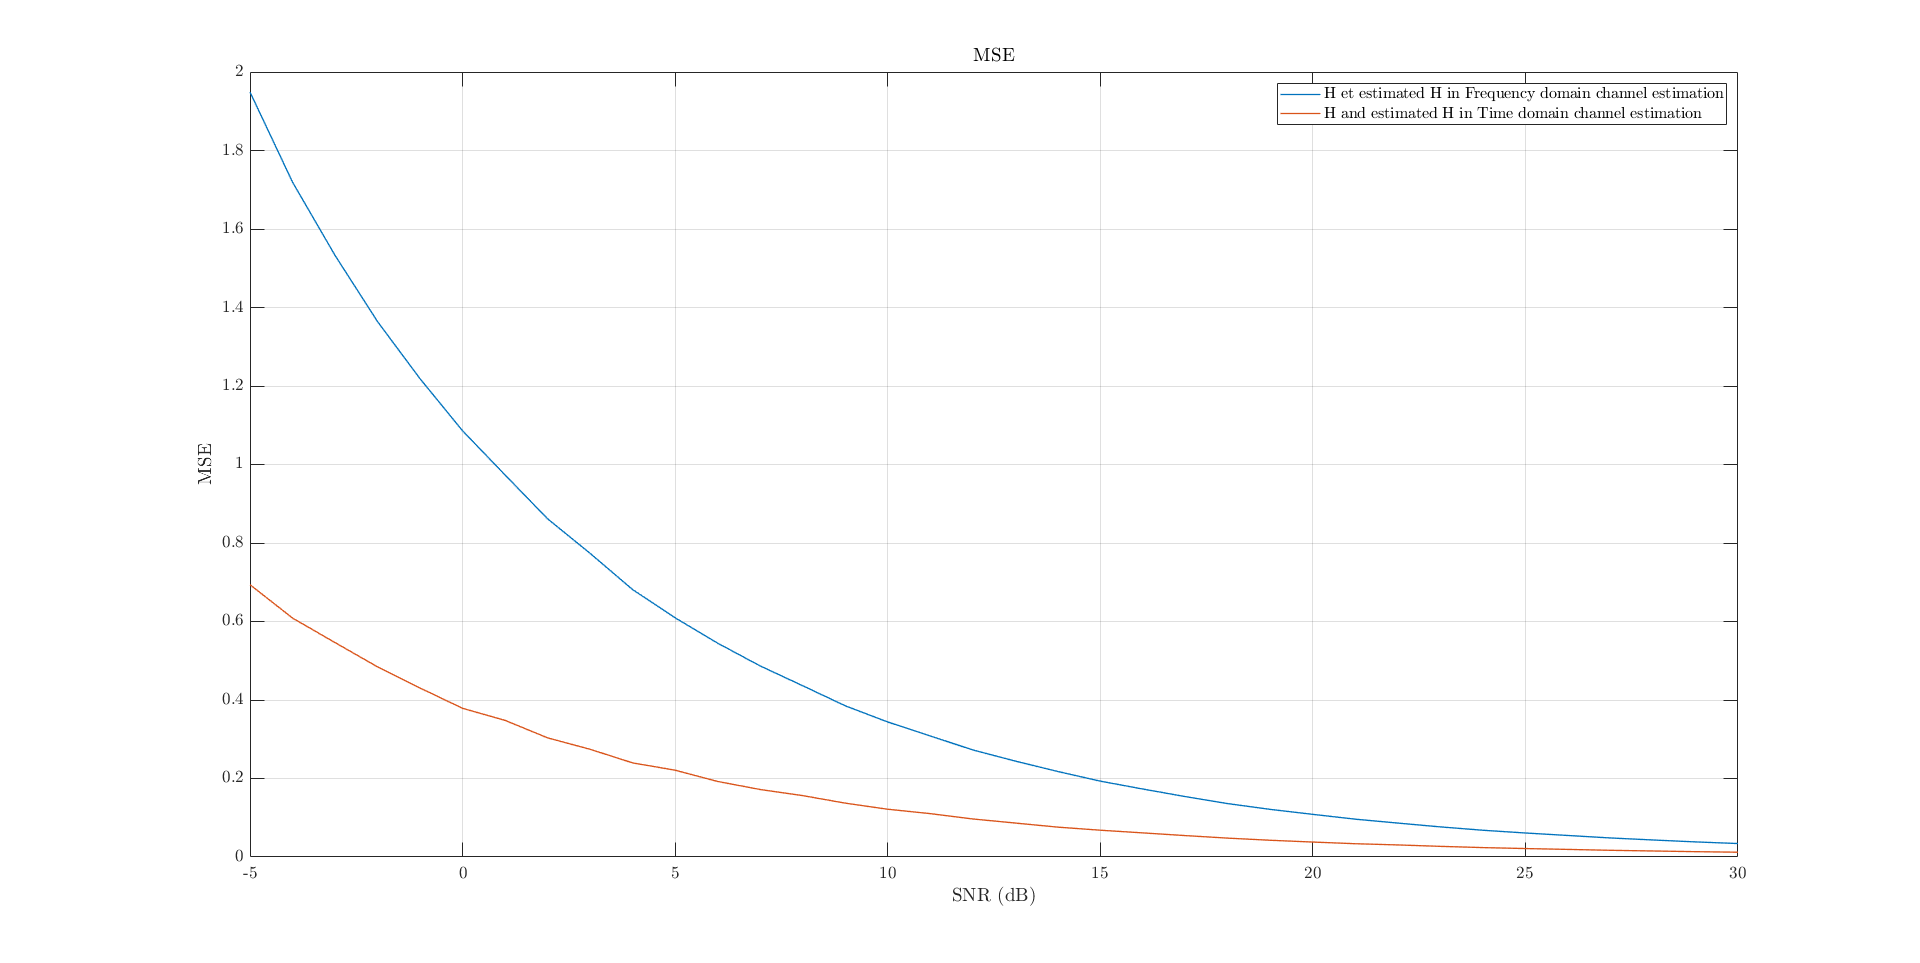 MSE
H et estimated H in Frequency domain channel estimation
H and estimated H in Time domain channel estimation
2
1.8
1.6
1.4
1.2
1
0.8
0.6
0.4
0.2
0
MSE
-5 0 5 10 15 20 25 30
SNR (dB)